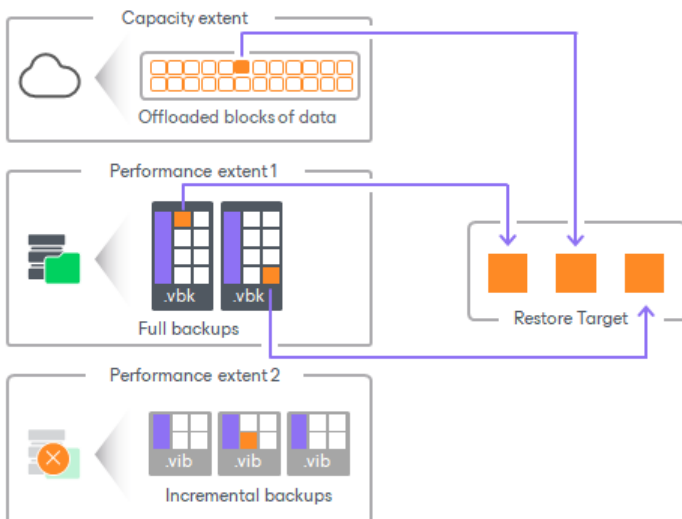 Capacity extent
Offloaded blocks of data
Performance extent 1
.vbk .vbk
Full backups
Restore Target
Performance extent 2
.vib .vib .vib
Incremental backups